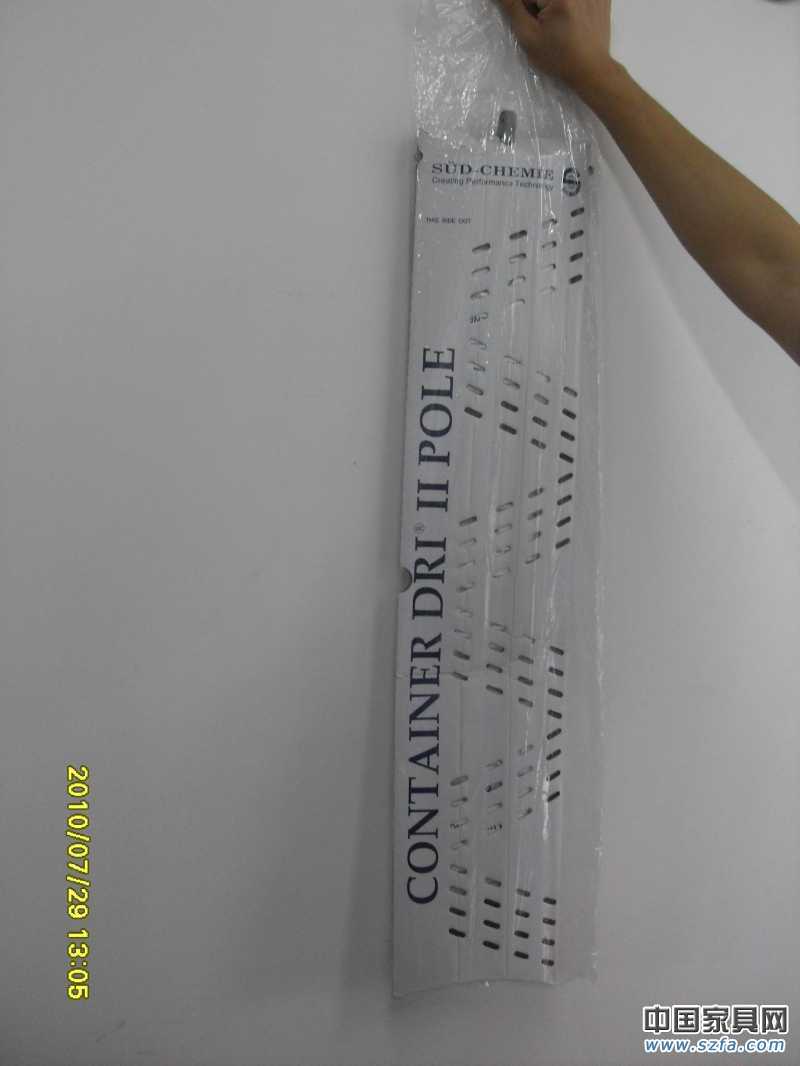 SÜD-CHEMIE
Creating Performance Technology
THIS SIDE OUT
CONTAINER DRI® II POLE
2010/07/29 13:05
中国家具网
www.szfa.com